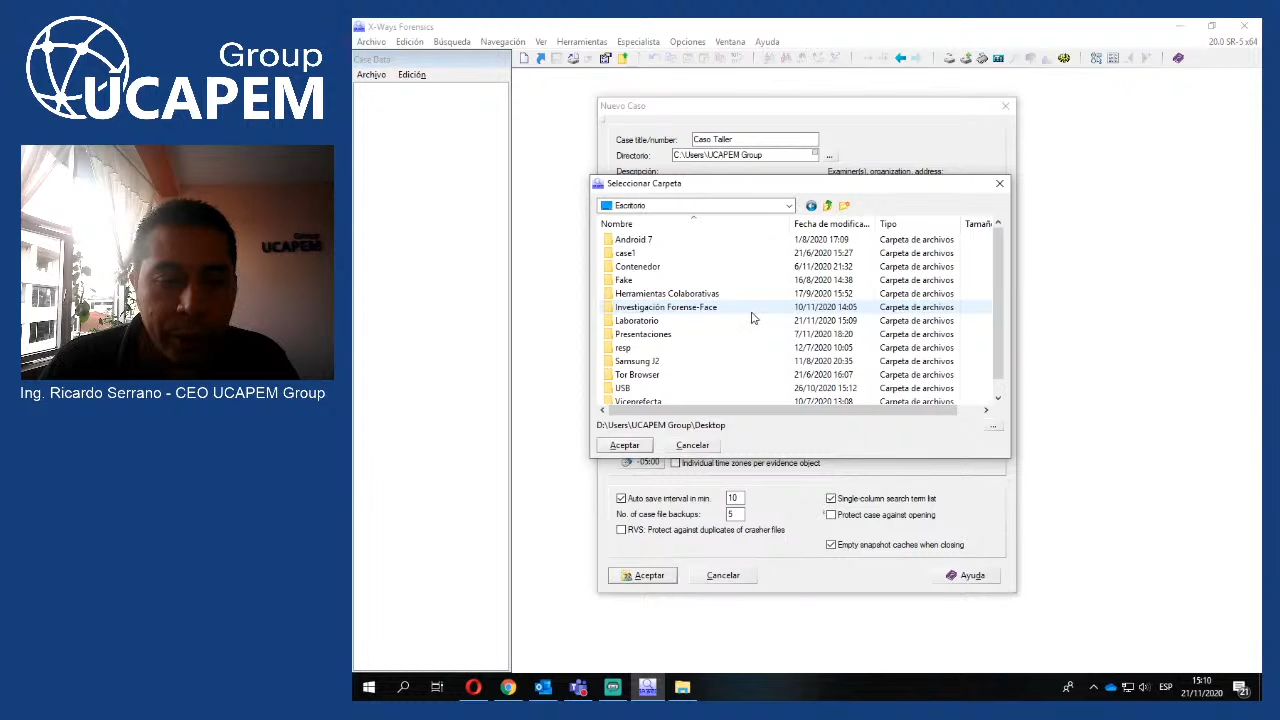 Group
UCAPEM
Group
UCAPEM
Ing. Ricardo Serrano - CEO UCAPEM Group
X-Ways Forensics
Archivo Edición Búsqueda Navegación Ver Herramientas Especialista Opciones Ventana Ayuda
20.0 SR-5 x64
Case Data
Archivo Edición
Nuevo Caso
Case title/number: Caso Taller
Directorio: C:\Users\UCAPEM Group ...
Descripción: Examiner(s), organization, address:
Seleccionar Carpeta
Escritorio
Nombre Fecha de modifica... Tipo Tamañ
Android 7 1/8/2020 17:09 Carpeta de archivos
case1 21/6/2020 15:27 Carpeta de archivos
Contenedor 6/11/2020 21:32 Carpeta de archivos
Fake 16/8/2020 14:38 Carpeta de archivos
Herramientas Colaborativas 17/9/2020 15:52 Carpeta de archivos
Investigación Forense-Face 10/11/2020 14:05 Carpeta de archivos
Laboratorio 21/11/2020 15:09 Carpeta de archivos
Presentaciones 7/11/2020 18:20 Carpeta de archivos
resp 12/7/2020 10:05 Carpeta de archivos
Samsung J2 11/8/2020 20:35 Carpeta de archivos
Tor Browser 21/6/2020 16:07 Carpeta de archivos
USB 26/10/2020 15:12 Carpeta de archivos
Viceprefecta 10/7/2020 13:08 Carpeta de archivos
D:\Users\UCAPEM Group\Desktop ...
Aceptar Cancelar
-05:00 Individual time zones per evidence object
Auto save interval in min. 10 Single-column search term list
No. of case file backups: 5 Protect case against opening
RVS: Protect against duplicates of crasher files
Empty snapshot caches when closing
Aceptar Cancelar Ayuda
ESP
15:10
21/11/2020
21